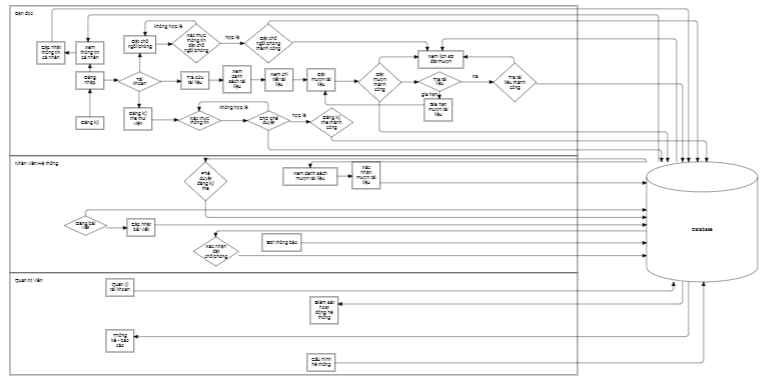 Bạn đọc
không hợp lệ
hợp lệ
Đặt chỗ
ngồi/phòng
Xác thực
thông tin
đặt chỗ
ngồi/phòng
Đặt chỗ
ngồi/phòng
thành công
Cập nhật
thông tin
cá nhân
Xem
thông tin
cá nhân
Xem lịch sử
đặt/mượn
Đăng
nhập
Tài
khoản
Tra cứu
tài liệu
Xem
danh
sách tài
liệu
Xem chi
tiết tài
liệu
Đặt
mượn tài
liệu
Đặt
mượn
thành
công
Trả tài
liệu
trả
Trả tài
liệu thành
công
gia hạn
Gia hạn
mượn tài
liệu
Đăng ký
Đăng ký
thẻ thư
viện
Xác thực
thông tin
không hợp lệ
Chờ phê
duyệt
hợp lệ
Đăng ký
thẻ thành
công
Nhân viên/Hệ thống
Phê
duyệt
đăng ký
thẻ
Xem danh sách
mượn tài liệu
Xác
nhận
mượn tài
liệu
Đăng bài
viết
Cập nhật
bài viết
Xác nhận
đặt
chỗ/phòng
Gửi thông báo
Database
Quản trị viên
Quản lý
tài khoản
Giám sát
hoạt
động hệ
thống
Thống
kê - báo
cáo
Cấu hình
hệ thống